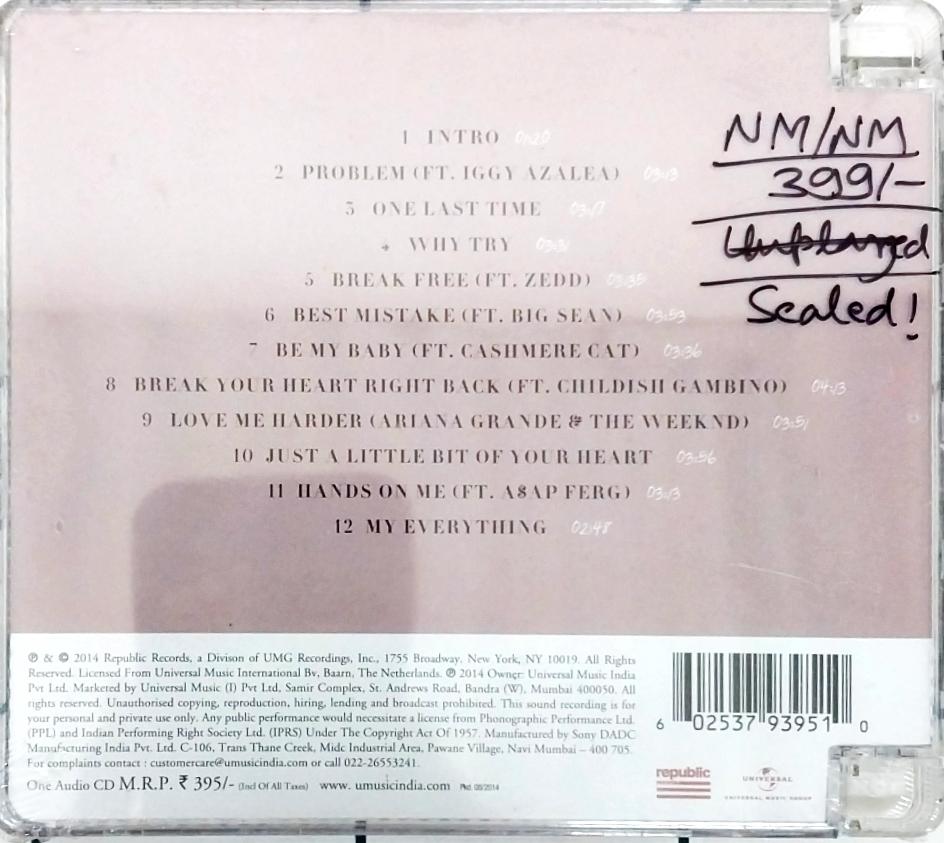 1 INTRO 01:20
2 PROBLEM (FT. IGGY AZALEA) 03:13
3 ONE LAST TIME 03:17
4 WHY TRY 03:31
5 BREAK FREE (FT. ZEDD) 03:35
6 BEST MISTAKE (FT. BIG SEAN) 03:53
7 BE MY BABY (FT. CASHMERE CAT) 03:36
8 BREAK YOUR HEART RIGHT BACK (FT. CHILDISH GAMBINO) 04:13
9 LOVE ME HARDER (ARIANA GRANDE & THE WEEKND) 03:51
10 JUST A LITTLE BIT OF YOUR HEART 03:56
11 HANDS ON ME (FT. A$AP FERG) 03:13
12 MY EVERYTHING 02:48
NM/NM
399/-
Sealed!
℗ & © 2014 Republic Records, a Divison of UMG Recordings, Inc., 1755 Broadway, New York, NY 10019. All Rights
Reserved. Licensed From Universal Music International Bv, Baarn, The Netherlands. ℗ 2014 Owner: Universal Music India
Pvt Ltd. Marketed by Universal Music (I) Pvt Ltd, Samir Complex, St. Andrews Road, Bandra (W), Mumbai 400050. All
rights reserved. Unauthorised copying, reproduction, hiring, lending and broadcast prohibited. This sound recording is for
your personal and private use only. Any public performance would necessitate a license from Phonographic Performance Ltd.
(PPL) and Indian Performing Right Society Ltd. (IPRS) Under The Copyright Act Of 1957. Manufactured by Sony DADC
Manufacturing India Pvt. Ltd. C-106, Trans Thane Creek, Midc Industrial Area, Pawane Village, Navi Mumbai – 400 705.
For complaints contact : customercare@umusicindia.com or call 022-26553241.
One Audio CD M.R.P. ₹ 395/- (Incl Of All Taxes) www. umusicindia.com Pkd. 08/2014
6 02537 93951 0
republic
UNIVERSAL
UNIVERSAL MUSIC GROUP